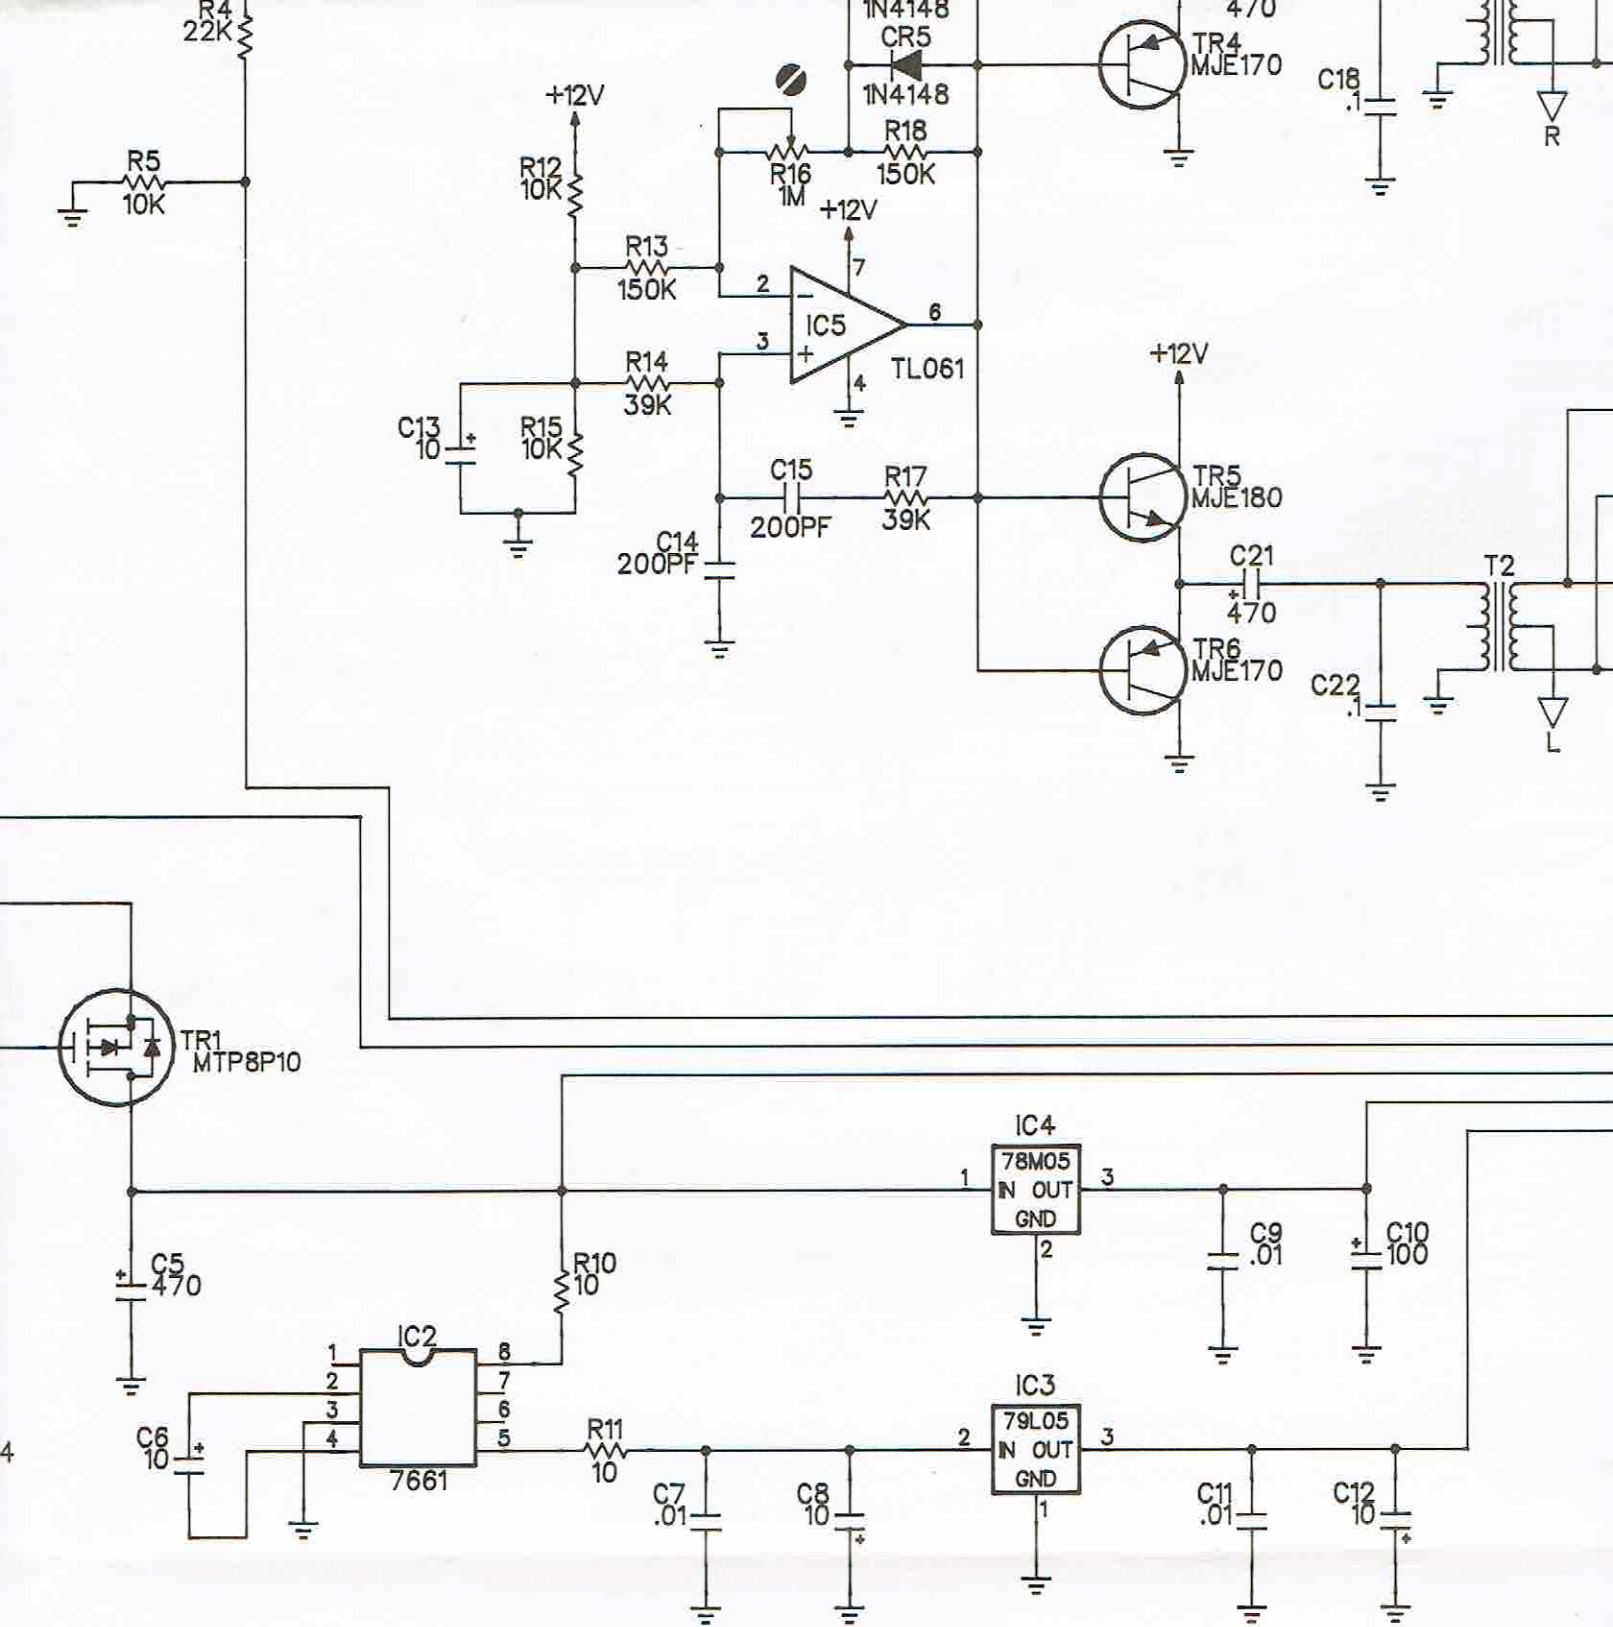 R4
22K
1N4148
CR5
1N4148
470
TR4
MJE170
C18
.1
R
+12V
R5
10K
R12
10K
R16
1M
R18
150K
+12V
R13
150K
2
7
IC5
6
3
4
TL061
R14
39K
+12V
C13
10
+
R15
10K
C15
200PF
R17
39K
TR5
MJE180
C14
200PF
C21
+
470
T2
TR6
MJE170
C22
.1
L
TR1
MTP8P10
IC4
78M05
1
IN OUT
3
GND
2
C9
.01
+
C10
100
+
C5
470
R10
10
IC2
1
8
2
7
3
6
4
5
7661
C6
10
+
4
R11
10
IC3
79L05
2
IN OUT
3
GND
1
C7
.01
C8
10
+
C11
.01
C12
10
+